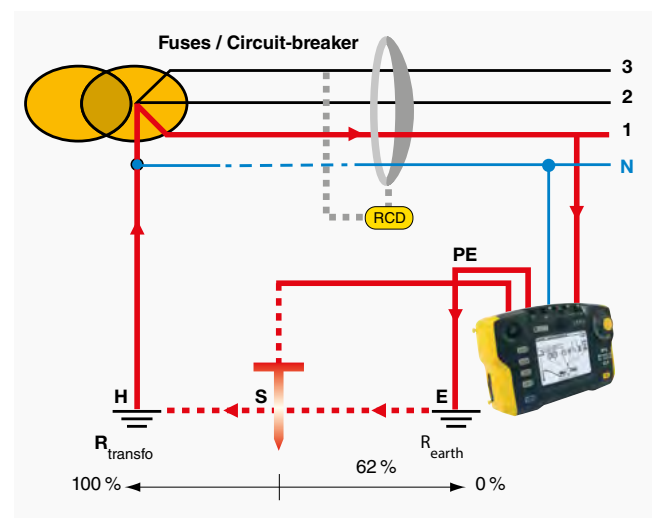 Fuses / Circuit-breaker
3
2
1
N
RCD
PE
H
S
E
R transfo
R earth
62 %
100 %
0 %